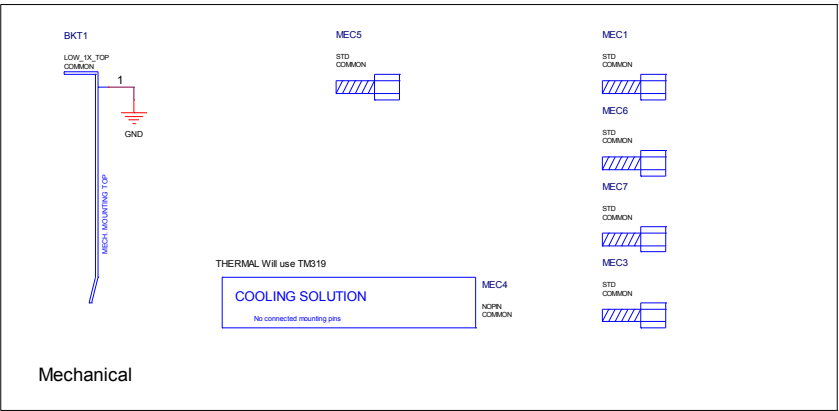 BKT1
LOW_1X_TOP
COMMON
1
GND
MECH. MOUNTING TOP
MEC5
STD
COMMON
MEC1
STD
COMMON
MEC6
STD
COMMON
MEC7
STD
COMMON
MEC3
STD
COMMON
THERMAL Will use TM319
COOLING SOLUTION
No connected mounting pins
MEC4
NOPIN
COMMON
Mechanical